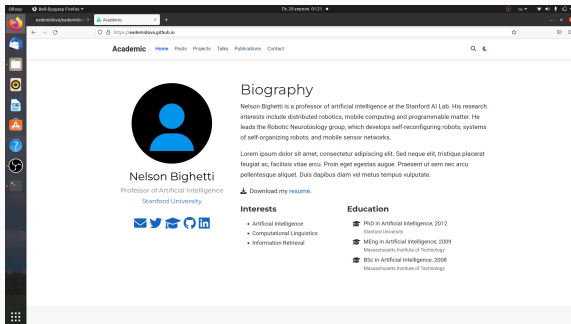 Обзор
Веб-браузер Firefox
Пт, 29 апреля 01:21
ru
Academic
https://eademidova.github.io
Academic
Home Posts Projects Talks Publications Contact
Biography
Nelson Bighetti is a professor of artificial intelligence at the Stanford AI Lab. His research
interests include distributed robotics, mobile computing and programmable matter. He
leads the Robotic Neurobiology group, which develops self-reconfiguring robots, systems
of self-organizing robots, and mobile sensor networks.
Lorem ipsum dolor sit amet, consectetur adipiscing elit. Sed neque elit, tristique placerat
feugiat ac, facilisis vitae arcu. Proin eget egestas augue. Praesent ut sem nec arcu
pellentesque aliquet. Duis dapibus diam vel metus tempus vulputate.
Download my resumé.
Nelson Bighetti
Professor of Artificial Intelligence
Stanford University
Interests
Artificial Intelligence
Computational Linguistics
Information Retrieval
Education
PhD in Artificial Intelligence, 2012
Stanford University
MEng in Artificial Intelligence, 2009
Massachusetts Institute of Technology
BSc in Artificial Intelligence, 2008
Massachusetts Institute of Technology